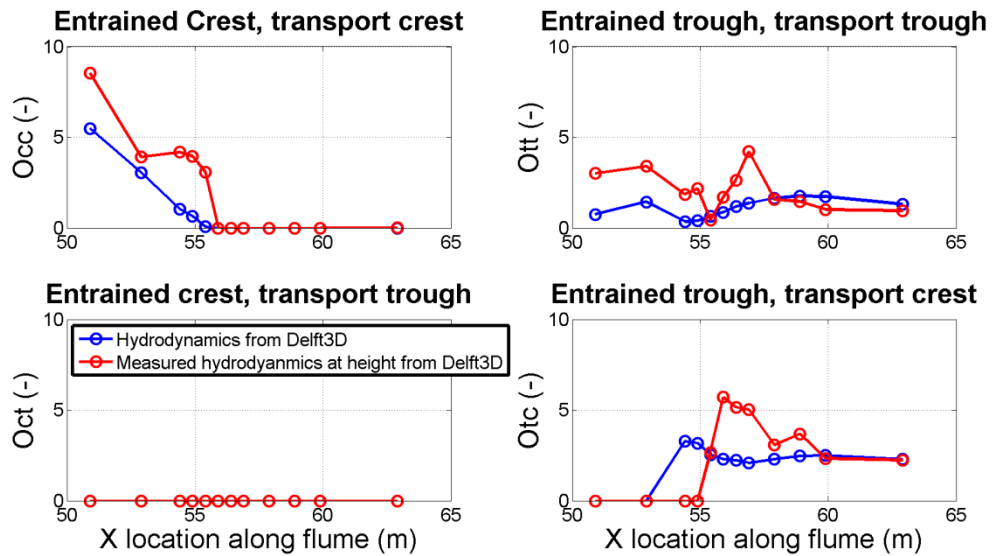 Entrained Crest, transport crest
10
5
0
50
55
60
65
Occ (-)
Entrained trough, transport trough
10
5
0
50
55
60
65
Ott (-)
Entrained crest, transport trough
10
5
0
50
55
60
65
Oct (-)
X location along flume (m)
Hydrodynamics from Delft3D
Measured hydrodyanmics at height from Delft3D
Entrained trough, transport crest
10
5
0
50
55
60
65
Otc (-)
X location along flume (m)